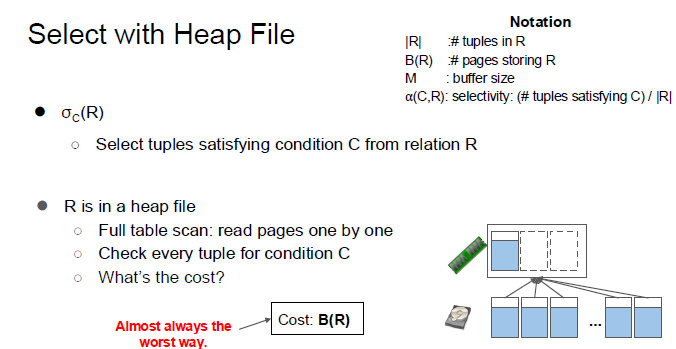 Select with Heap File
Notation
|R| :# tuples in R
B(R) :# pages storing R
M : buffer size
α(C,R): selectivity: (# tuples satisfying C) / |R|
● σC(R)
○ Select tuples satisfying condition C from relation R
● R is in a heap file
○ Full table scan: read pages one by one
○ Check every tuple for condition C
○ What's the cost?
Almost always the
worst way.
Cost: B(R)
...